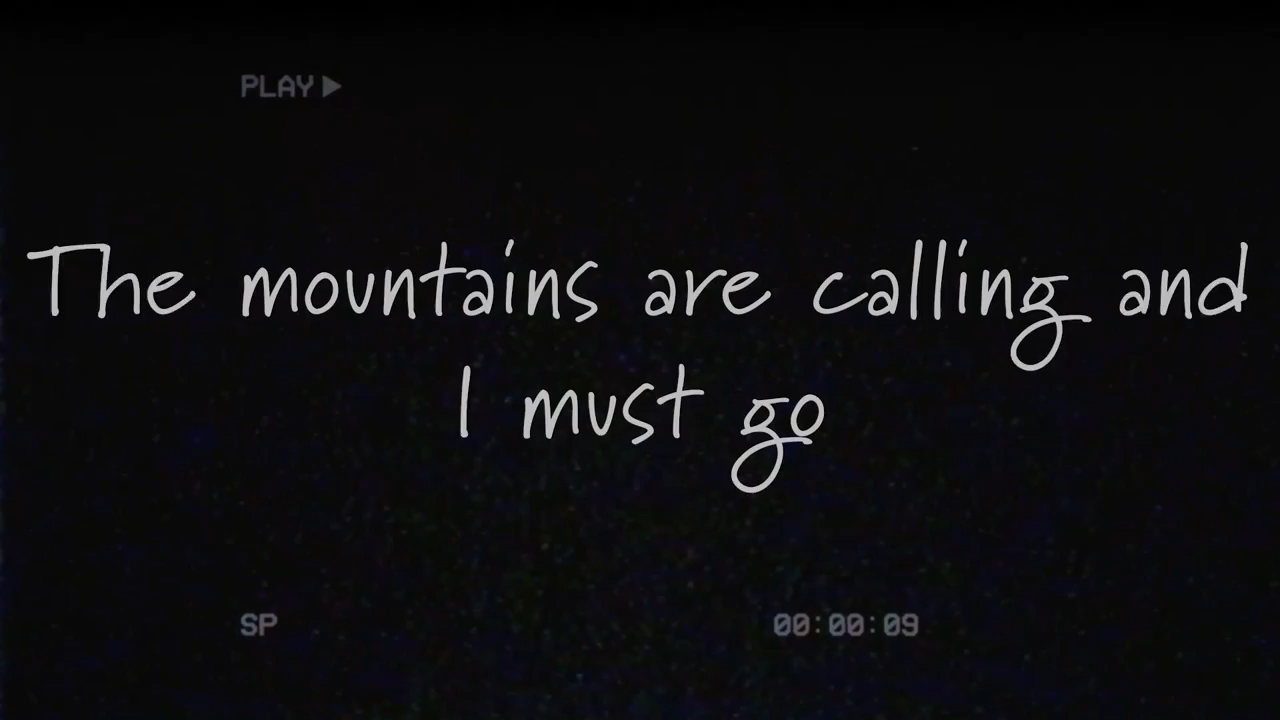 PLAY ▶
The mountains are calling and
I must go
SP
00:00:09